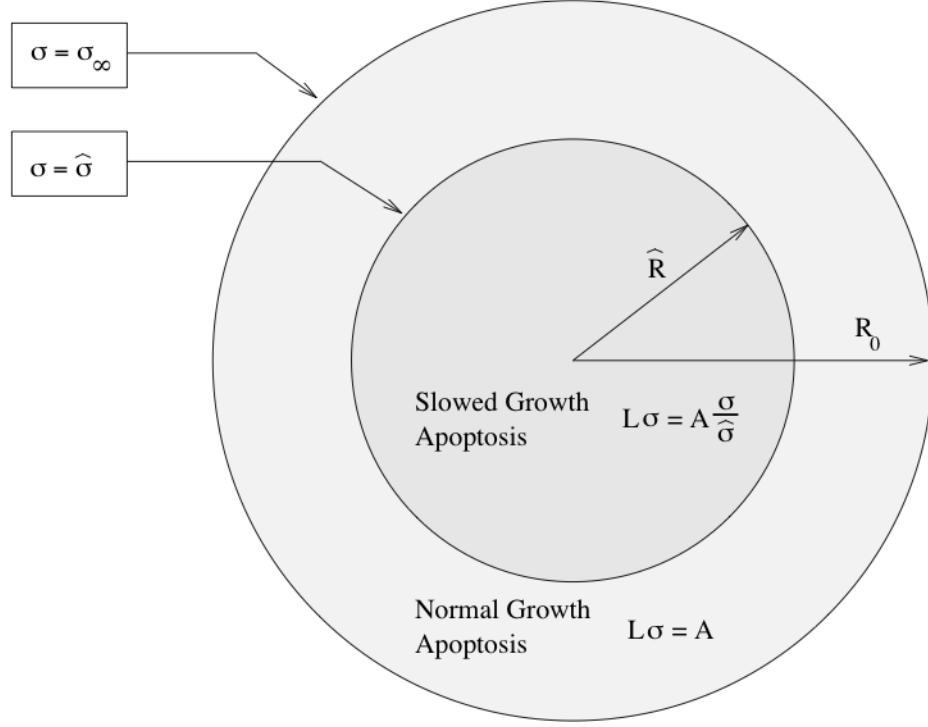 σ = σ∞
σ = σ̂
R̂
R₀
Slowed Growth
Apoptosis
Lσ = A σ/σ̂
Normal Growth
Apoptosis
Lσ = A